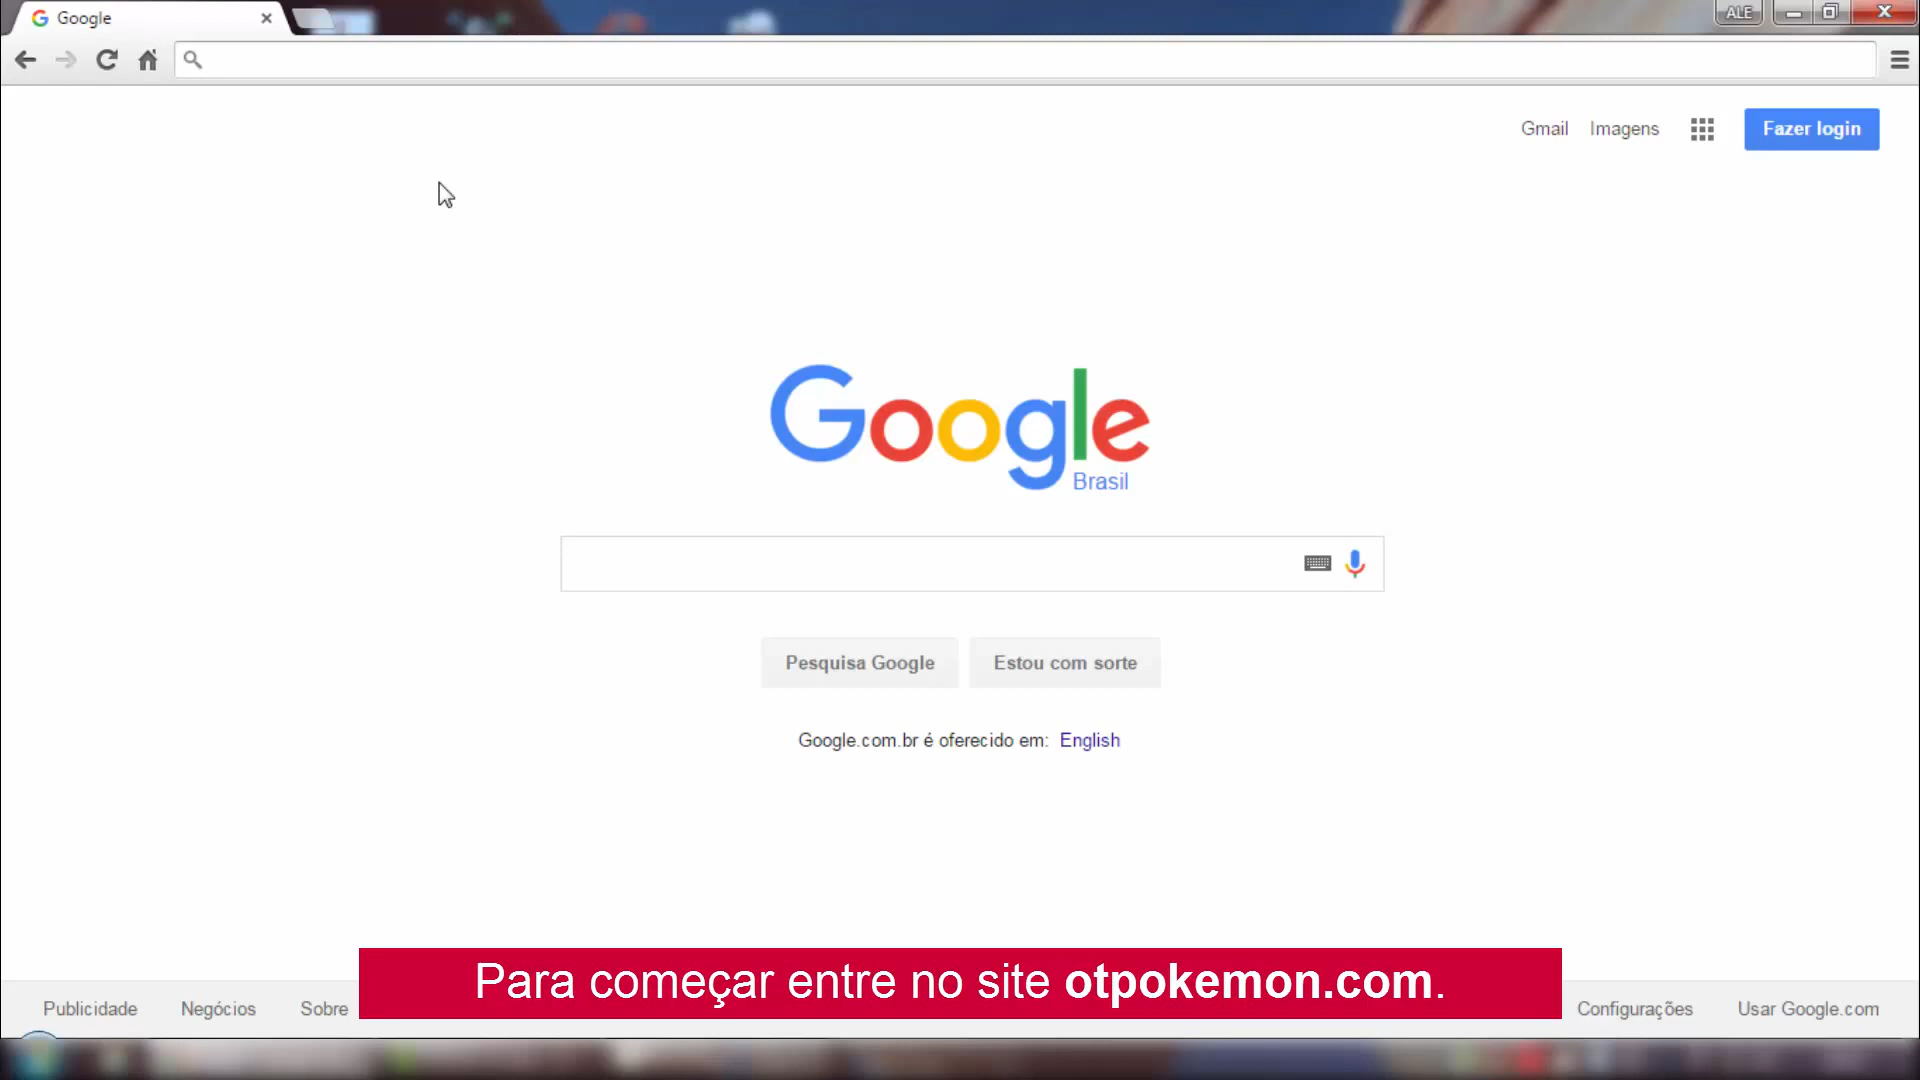 Google
ALE
Gmail Imagens Fazer login
Google
Brasil
Pesquisa Google Estou com sorte
Google.com.br é oferecido em: English
Para começar entre no site otpokemon.com.
Publicidade Negócios Sobre Configurações Usar Google.com